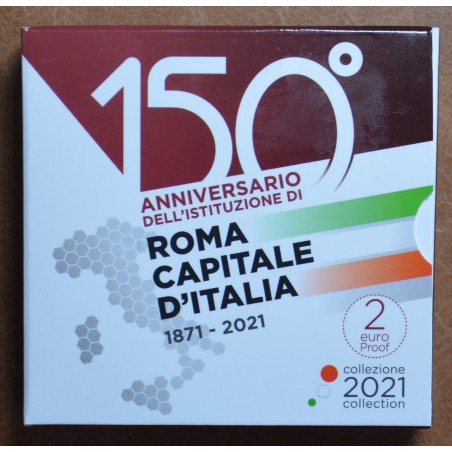 150°
ANNIVERSARIO
DELL'ISTITUZIONE DI
ROMA
CAPITALE
D'ITALIA
1871 - 2021
2
euro
Proof
collezione
2021
collection